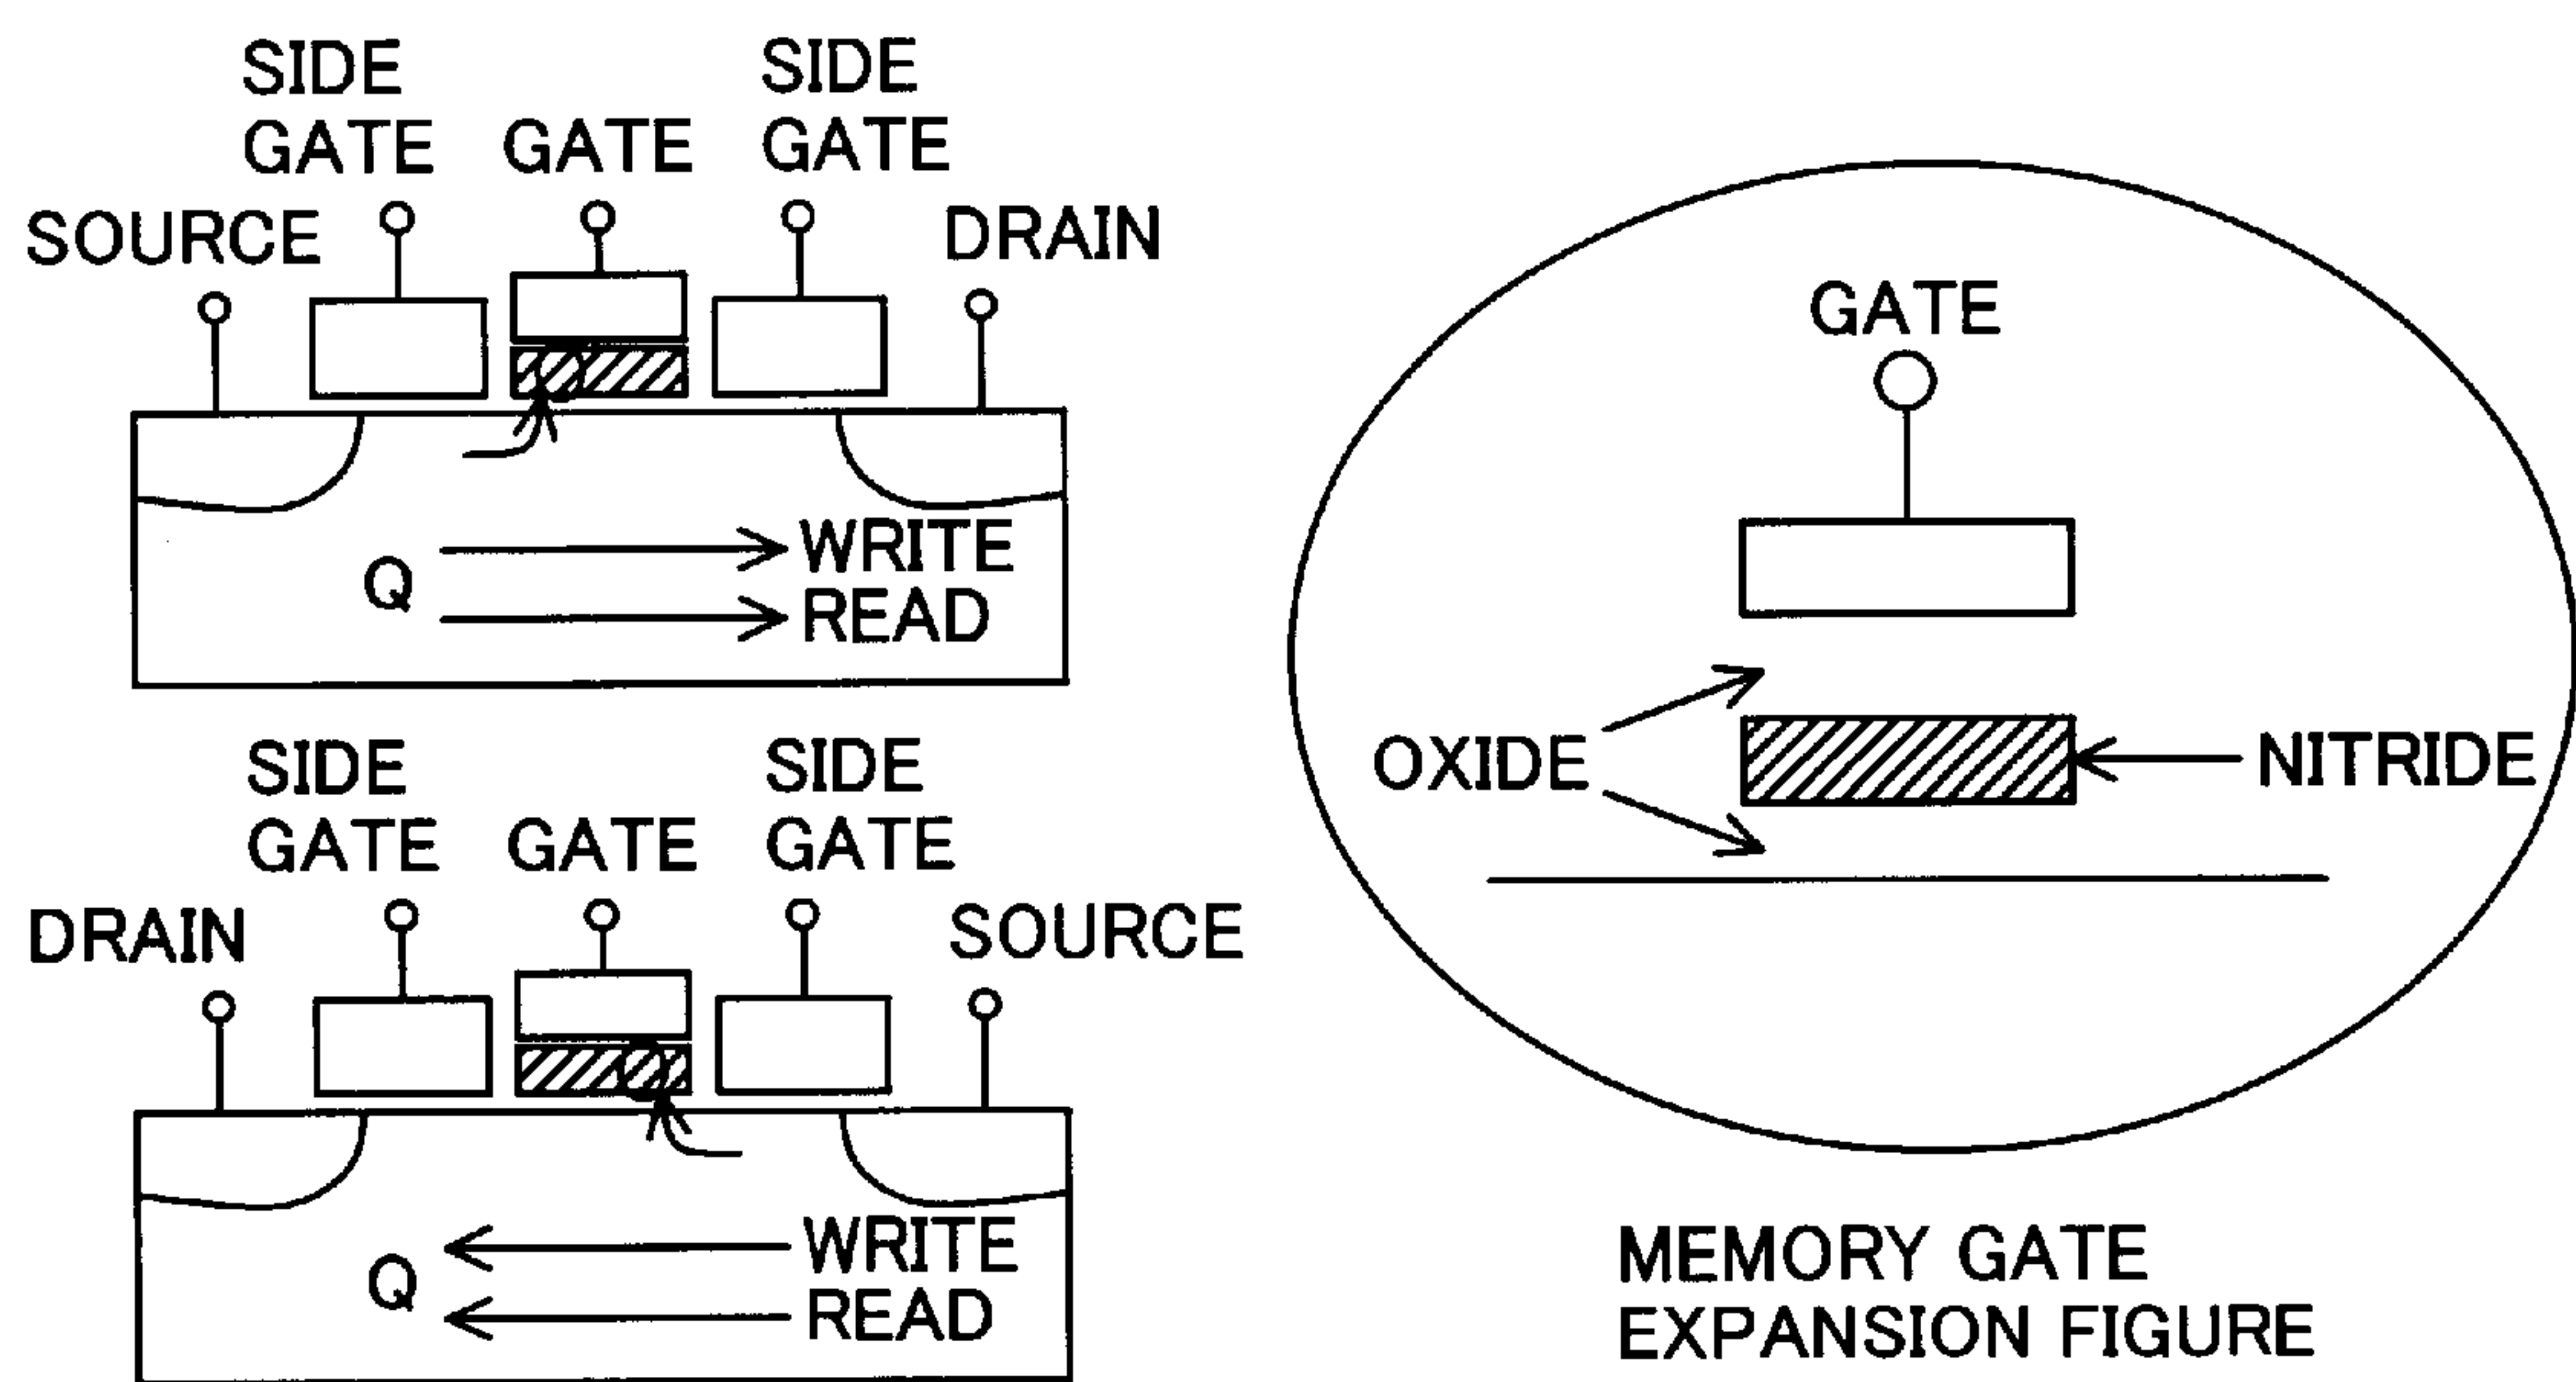 SIDE
GATE
GATE
SIDE
GATE
SOURCE
DRAIN
Q
WRITE
READ
SIDE
GATE
GATE
SIDE
GATE
DRAIN
SOURCE
Q
WRITE
READ
GATE
OXIDE
NITRIDE
MEMORY GATE
EXPANSION FIGURE